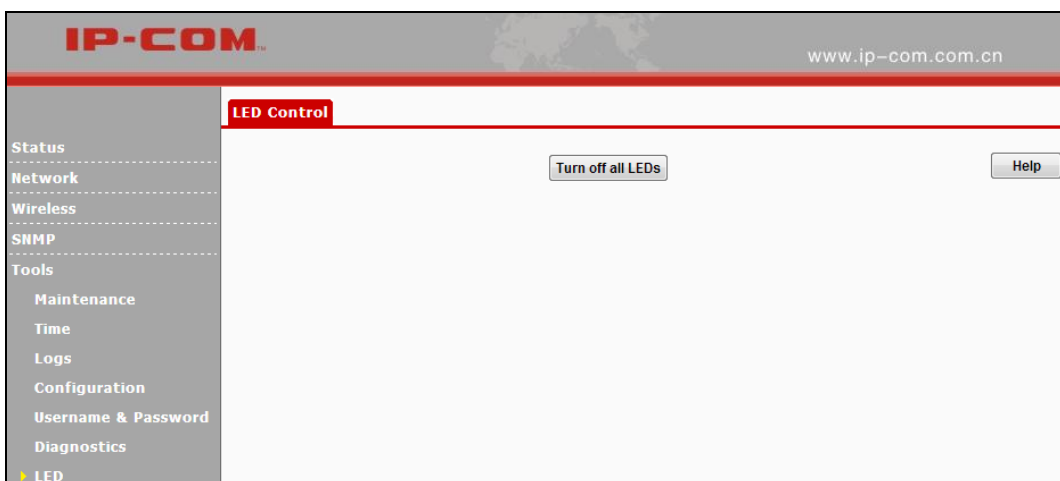 IP-COM™
www.ip-com.com.cn
LED Control
Status
Turn off all LEDs
Help
Network
Wireless
SNMP
Tools
Maintenance
Time
Logs
Configuration
Username & Password
Diagnostics
LED